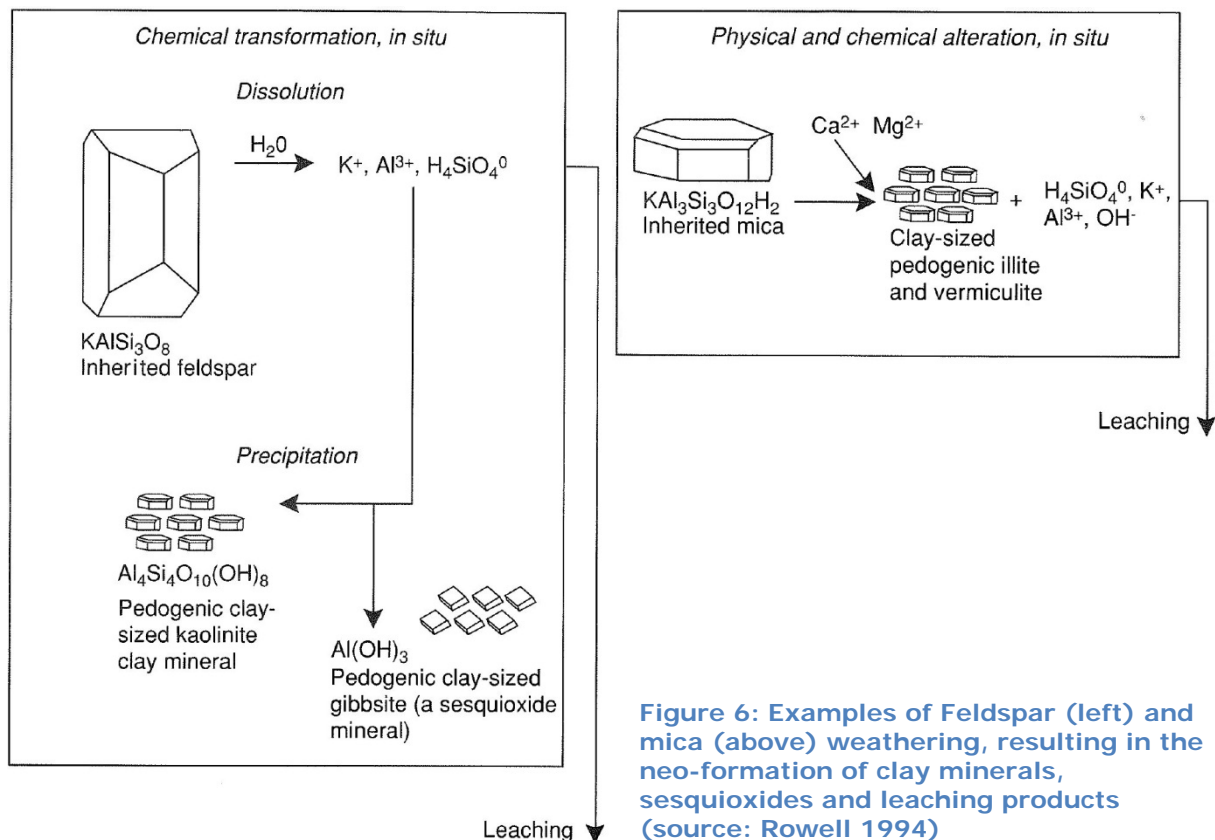 Chemical transformation, in situ
Dissolution
H₂0
K⁺, Al³⁺, H₄SiO₄⁰
KAlSi₃O₈
Inherited feldspar
Precipitation
Al₄Si₄O₁₀(OH)₈
Pedogenic clay-
sized kaolinite
clay mineral
Al(OH)₃
Pedogenic clay-sized
gibbsite (a sesquioxide
mineral)
Leaching
Physical and chemical alteration, in situ
Ca²⁺ Mg²⁺
KAl₃Si₃O₁₂H₂
Inherited mica
Clay-sized
pedogenic illite
and vermiculite
+
H₄SiO₄⁰, K⁺,
Al³⁺, OH⁻
Leaching
Figure 6: Examples of Feldspar (left) and
mica (above) weathering, resulting in the
neo-formation of clay minerals,
sesquioxides and leaching products
(source: Rowell 1994)